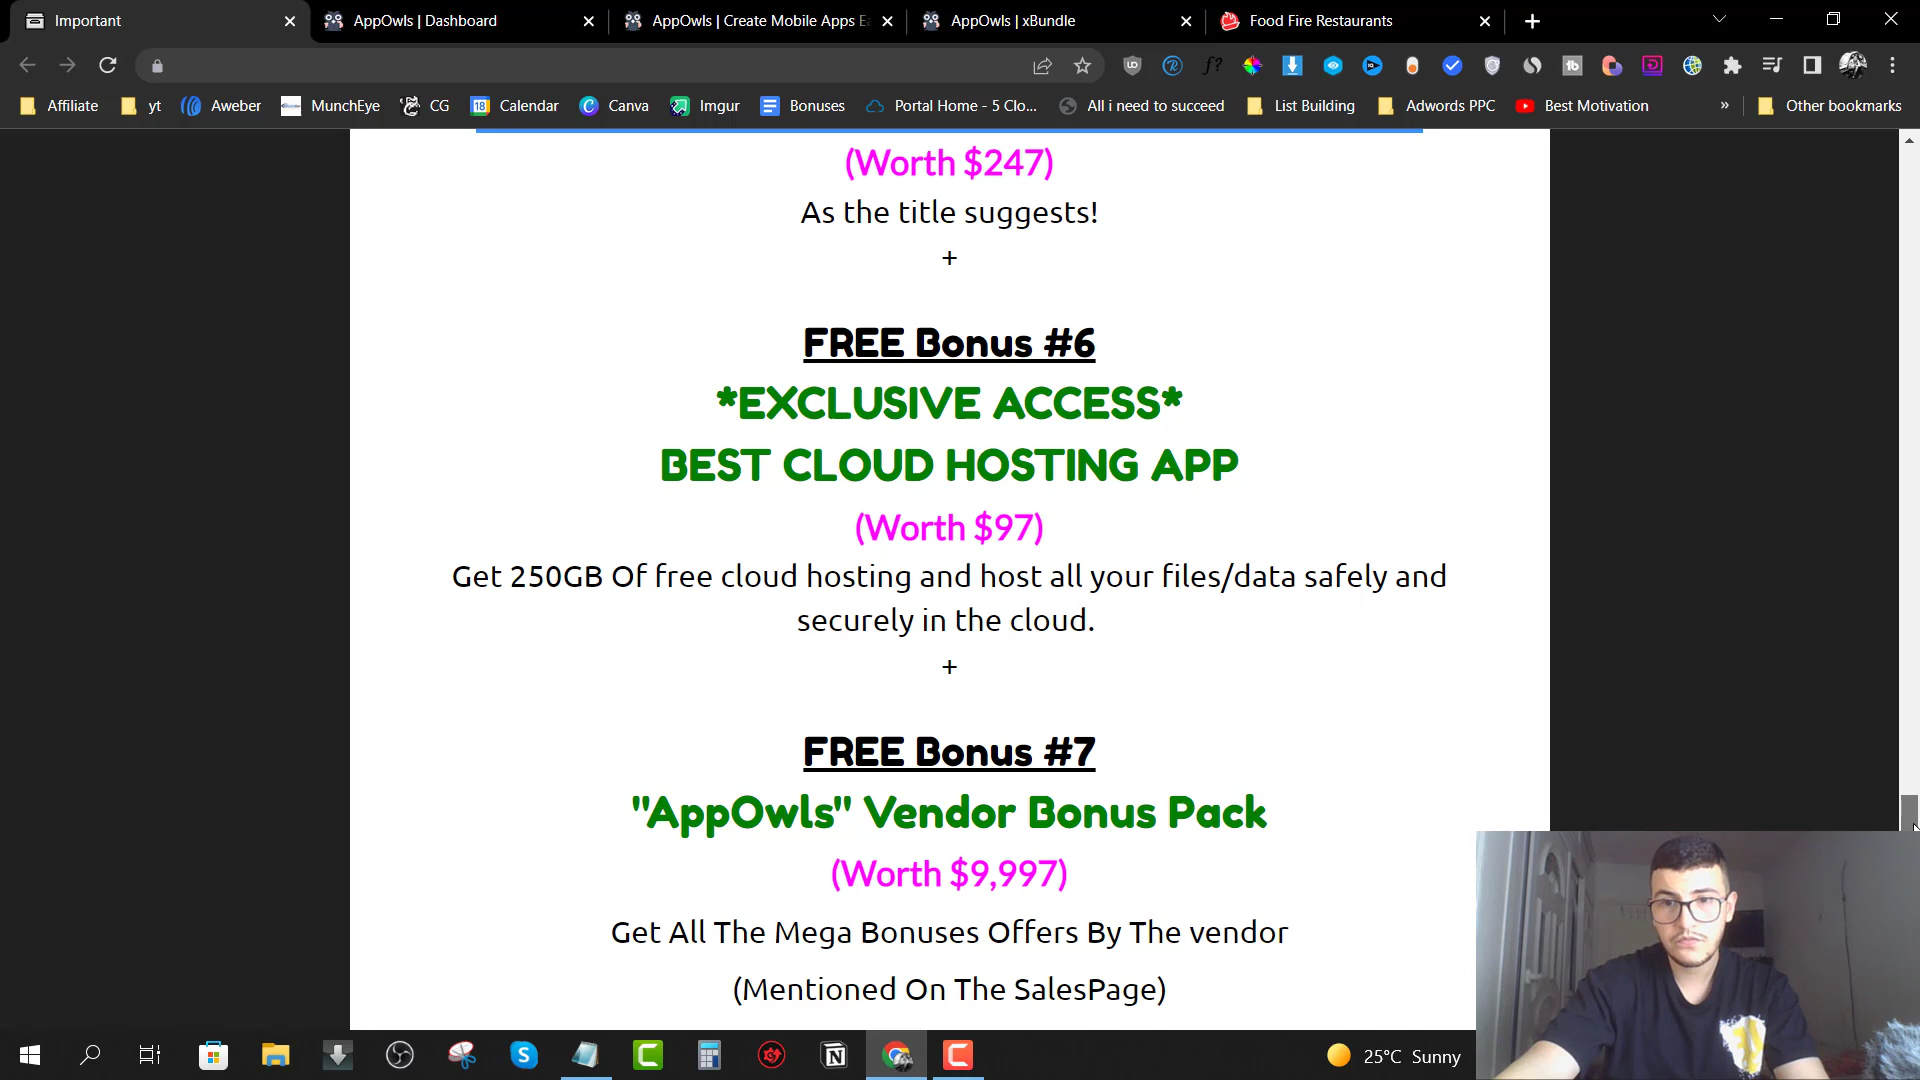 Important
AppOwls | Dashboard
AppOwls | Create Mobile Apps Ea
AppOwls | xBundle
Food Fire Restaurants
Affiliate
yt
Aweber
MunchEye
CG
Calendar
Canva
Imgur
Bonuses
Portal Home - 5 Clo...
All i need to succeed
List Building
Adwords PPC
Best Motivation
»
Other bookmarks
(Worth $247)
As the title suggests!
+
FREE Bonus #6
*EXCLUSIVE ACCESS*
BEST CLOUD HOSTING APP
(Worth $97)
Get 250GB Of free cloud hosting and host all your files/data safely and
securely in the cloud.
+
FREE Bonus #7
"AppOwls" Vendor Bonus Pack
(Worth $9,997)
Get All The Mega Bonuses Offers By The vendor
(Mentioned On The SalesPage)
25°C Sunny